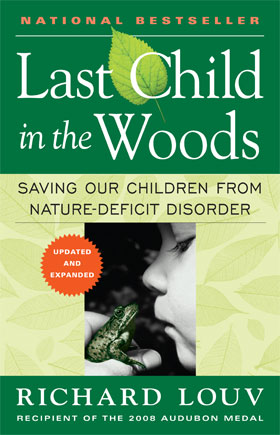 NATIONAL BESTSELLER
Last Child
in the Woods
SAVING OUR CHILDREN FROM
NATURE-DEFICIT DISORDER
UPDATED
AND
EXPANDED
RICHARD LOUV
RECIPIENT OF THE 2008 AUDUBON MEDAL